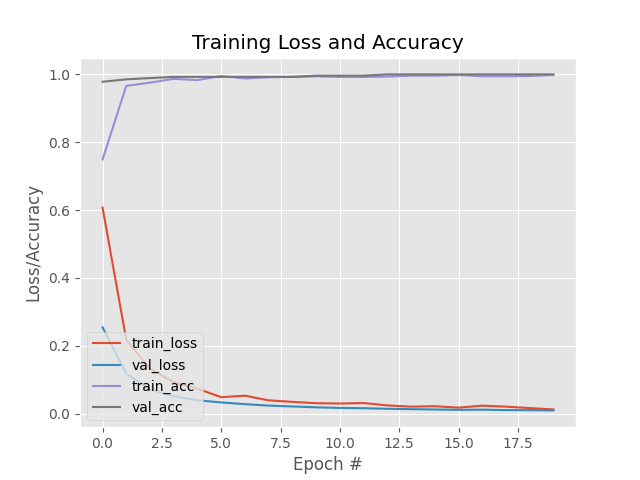 Training Loss and Accuracy
1.0
0.8
0.6
0.4
0.2
0.0
Loss/Accuracy
train_loss
val_loss
train_acc
val_acc
0.0 2.5 5.0 7.5 10.0 12.5 15.0 17.5
Epoch #